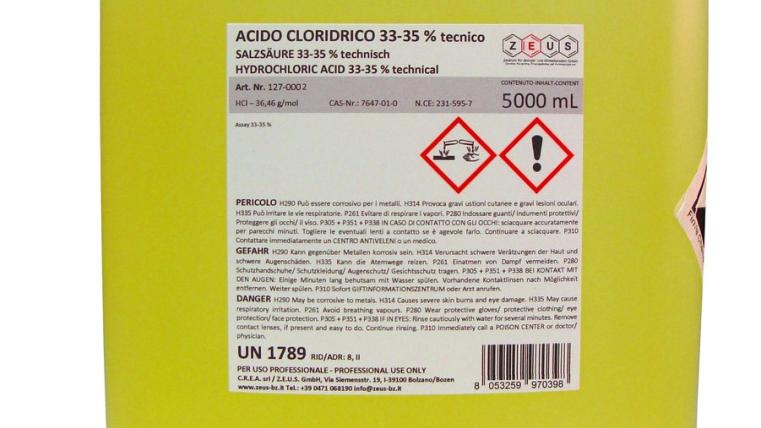 ACIDO CLORIDRICO 33-35 % tecnico
SALZSÄURE 33-35 % technisch
HYDROCHLORIC ACID 33-35 % technical
ZEUS
Art. Nr. 127-0002
CONTENUTO-INHALT-CONTENT
HCl – 36,46 g/mol CAS-Nr.: 7647-01-0 N.CE: 231-595-7
5000 mL
Assay 33-35 %
PERICOLO H290 Può essere corrosivo per i metalli. H314 Provoca gravi ustioni cutanee e gravi lesioni oculari.
H335 Può irritare le vie respiratorie. P261 Evitare di respirare i vapori. P280 Indossare guanti/ indumenti protettivi/
Proteggere gli occhi/ il viso. P305 + P351 + P338 IN CASO DI CONTATTO CON GLI OCCHI: sciacquare accuratamente
per parecchi minuti. Togliere le eventuali lenti a contatto se è agevole farlo. Continuare a sciacquare. P310
Contattare immediatamente un CENTRO ANTIVELENI o un medico.
GEFAHR H290 Kann gegenüber Metallen korrosiv sein. H314 Verursacht schwere Verätzungen der Haut und
schwere Augenschäden. H335 Kann die Atemwege reizen. P261 Einatmen von Dampf vermeiden. P280
Schutzhandschuhe/ Schutzkleidung/ Augenschutz/ Gesichtsschutz tragen. P305 + P351 + P338 BEI KONTAKT MIT
DEN AUGEN: Einige Minuten lang behutsam mit Wasser spülen. Vorhandene Kontaktlinsen nach Möglichkeit
entfernen. Weiter spülen. P310 Sofort GIFTINFORMATIONSZENTRUM oder Arzt anrufen.
DANGER H290 May be corrosive to metals. H314 Causes severe skin burns and eye damage. H335 May cause
respiratory irritation. P261 Avoid breathing vapours. P280 Wear protective gloves/ protective clothing/ eye
protection/ face protection. P305 + P351 + P338 IF IN EYES: Rinse cautiously with water for several minutes. Remove
contact lenses, if present and easy to do. Continue rinsing. P310 Immediately call a POISON CENTER or doctor/
physician.
UN 1789 RID/ADR: 8, II
PER USO PROFESSIONALE - PROFESSIONAL USE ONLY
C.R.E.A. srl / Z.E.U.S. GmbH, Via Siemensstr. 19, I-39100 Bolzano/Bozen
www.zeus-bz.it Tel.: +39 0471 068190 info@zeus-bz.it
8 053259 970398